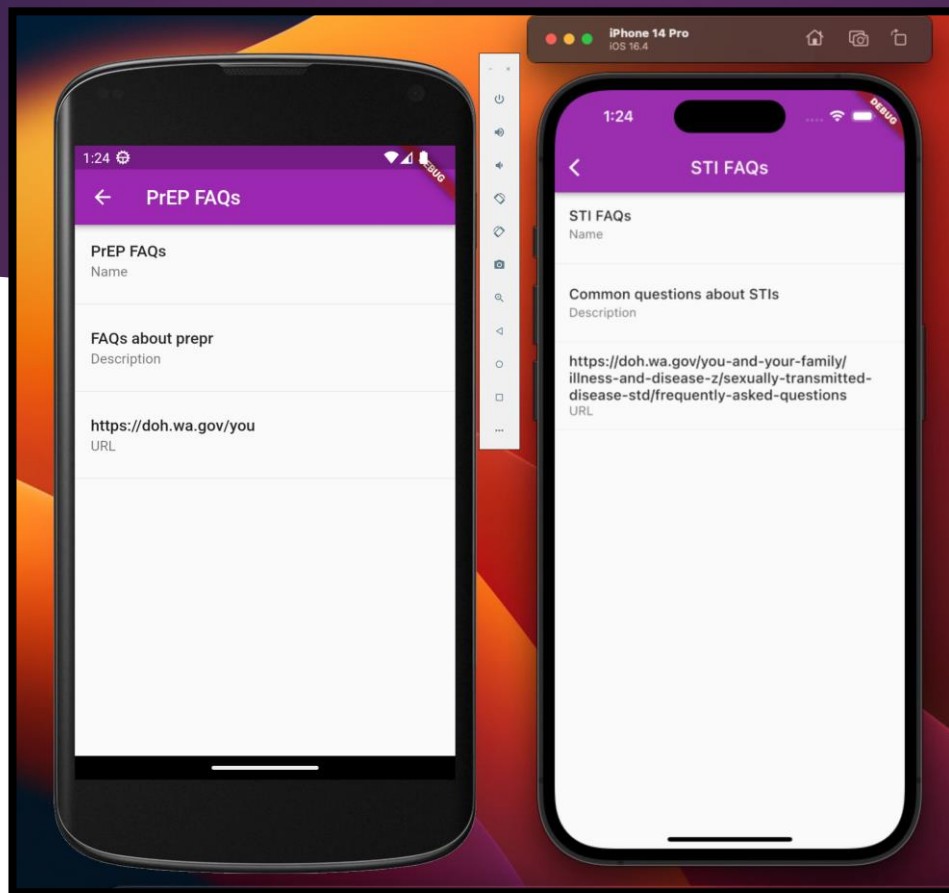 1:24
DEBUG
PrEP FAQs
PrEP FAQs
Name
FAQs about prepr
Description
https://doh.wa.gov/you
URL
iPhone 14 Pro
iOS 16.4
1:24
DEBUG
STI FAQs
STI FAQs
Name
Common questions about STIs
Description
https://doh.wa.gov/you-and-your-family/
illness-and-disease-z/sexually-transmitted-
disease-std/frequently-asked-questions
URL